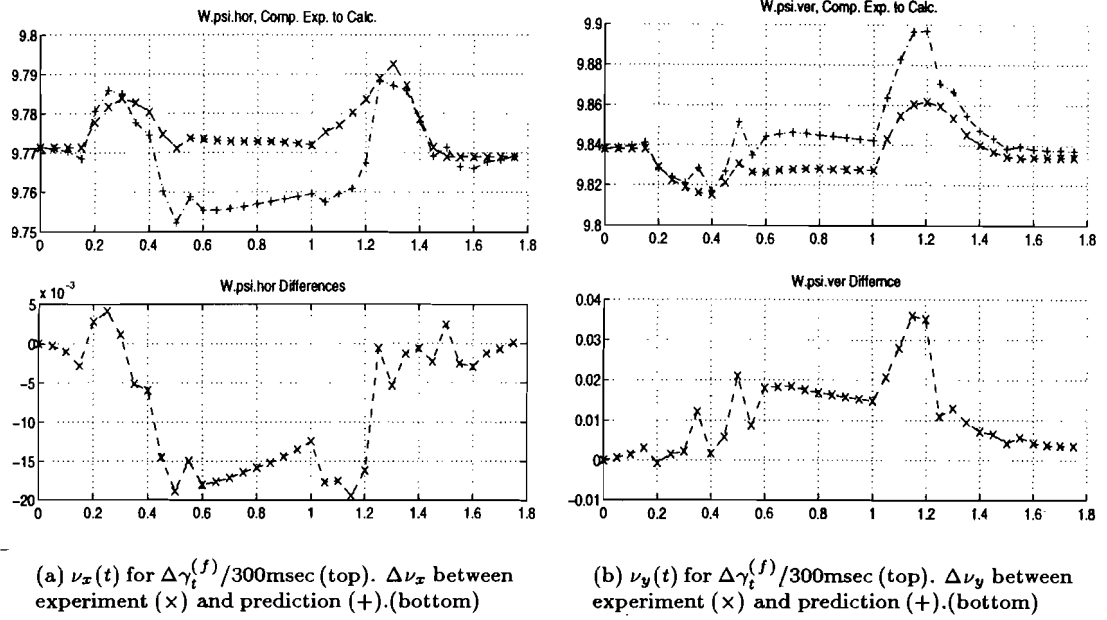 W.psi.hor, Comp. Exp. to Calc.
9.8
9.79
9.78
9.77
9.76
9.75
0 0.2 0.4 0.6 0.8 1 1.2 1.4 1.6 1.8
W.psi.hor Differences
x 10⁻³
5
0
-5
-10
-15
-20
0 0.2 0.4 0.6 0.8 1 1.2 1.4 1.6 1.8
(a) νₓ(t) for Δγₜ⁽ᶠ⁾/300msec (top). Δνₓ between
experiment (×) and prediction (+).(bottom)
W.psi.ver, Comp. Exp. to Calc.
9.9
9.88
9.86
9.84
9.82
9.8
0 0.2 0.4 0.6 0.8 1 1.2 1.4 1.6 1.8
W.psi.ver Differnce
0.04
0.03
0.02
0.01
0
-0.01
0 0.2 0.4 0.6 0.8 1 1.2 1.4 1.6 1.8
(b) ν_y(t) for Δγₜ⁽ᶠ⁾/300msec (top). Δν_y between
experiment (×) and prediction (+).(bottom)